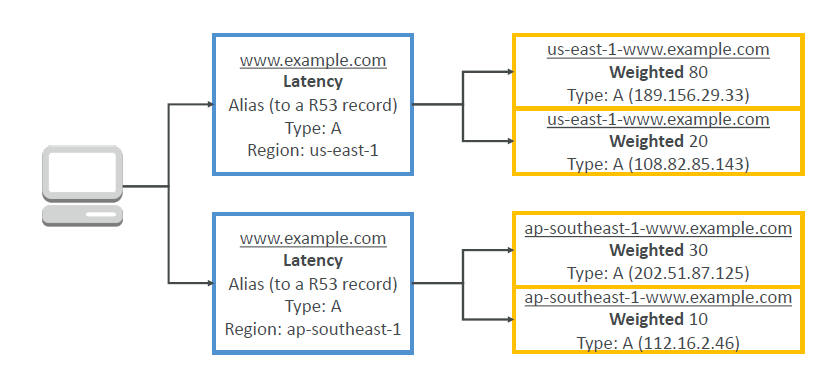 www.example.com
Latency
Alias (to a R53 record)
Type: A
Region: us-east-1
us-east-1-www.example.com
Weighted 80
Type: A (189.156.29.33)
us-east-1-www.example.com
Weighted 20
Type: A (108.82.85.143)
www.example.com
Latency
Alias (to a R53 record)
Type: A
Region: ap-southeast-1
ap-southeast-1-www.example.com
Weighted 30
Type: A (202.51.87.125)
ap-southeast-1-www.example.com
Weighted 10
Type: A (112.16.2.46)